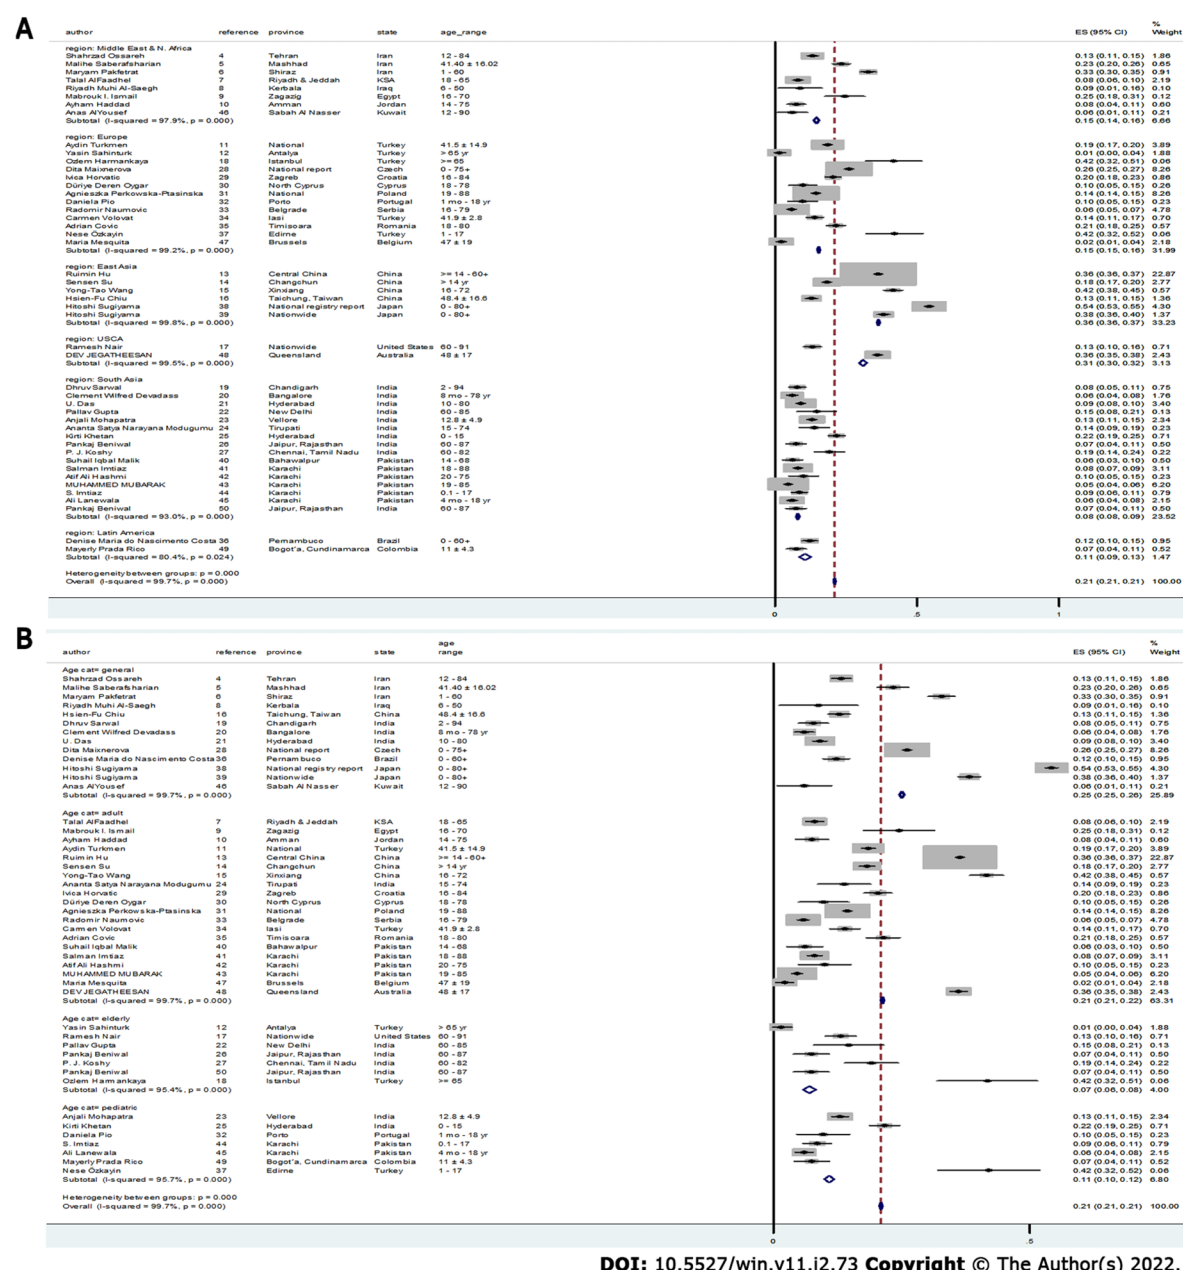 A
author reference province state age_range ES (95% CI) % Weight
region: Middle East & N. Africa
Shahrzad Ossareh 4 Tehran Iran 12 - 84 0.13 (0.11, 0.15) 1.86
Malihe Saberafsharian 5 Mashhad Iran 41.40 ± 16.02 0.23 (0.20, 0.26) 0.65
Maryam Pakfetrat 6 Shiraz Iran 1 - 60 0.33 (0.30, 0.35) 0.91
Talal AlFaadhel 7 Riyadh & Jeddah KSA 18 - 65 0.08 (0.06, 0.10) 2.19
Riyadh Muhi Al-Saegh 8 Kerbala Iraq 6 - 50 0.09 (0.01, 0.16) 0.10
Mabrouk I. Ismail 9 Zagazig Egypt 16 - 70 0.25 (0.18, 0.31) 0.12
Ayham Haddad 10 Amman Jordan 14 - 75 0.08 (0.04, 0.11) 0.60
Anas AlYousef 46 Sabah Al Nasser Kuwait 12 - 90 0.06 (0.01, 0.11) 0.21
Subtotal (I-squared = 97.9%, p = 0.000) 0.15 (0.14, 0.16) 6.66
region: Europe
Aydin Turkmen 11 National Turkey 41.5 ± 14.9 0.19 (0.17, 0.20) 3.89
Yasin Sahinturk 12 Antalya Turkey > 65 yr 0.01 (0.00, 0.04) 1.88
Ozlem Harmankaya 18 Istanbul Turkey >= 65 0.42 (0.32, 0.51) 0.06
Dita Maixnerova 28 National report Czech 0 - 75+ 0.26 (0.25, 0.27) 8.26
Ivica Horvatic 29 Zagreb Croatia 16 - 84 0.20 (0.18, 0.23) 0.86
Düriye Deren Oygar 30 North Cyprus Cyprus 18 - 78 0.10 (0.05, 0.15) 0.26
Agnieszka Perkowska-Ptasinska 31 National Poland 19 - 88 0.14 (0.14, 0.15) 8.26
Daniela Pio 32 Porto Portugal 1 mo - 18 yr 0.10 (0.05, 0.15) 0.23
Radomir Naumovic 33 Belgrade Serbia 16 - 79 0.06 (0.05, 0.07) 4.78
Carmen Volovat 34 Iasi Turkey 41.9 ± 2.8 0.14 (0.11, 0.17) 0.70
Adrian Covic 35 Timisoara Romania 18 - 80 0.21 (0.18, 0.25) 0.57
Nese Özkayin 37 Edirne Turkey 1 - 17 0.42 (0.32, 0.52) 0.06
Maria Mesquita 47 Brussels Belgium 47 ± 19 0.02 (0.01, 0.04) 2.18
Subtotal (I-squared = 99.2%, p = 0.000) 0.15 (0.15, 0.16) 31.99
region: East Asia
Ruimin Hu 13 Central China China >= 14 - 60+ 0.36 (0.36, 0.37) 22.87
Sensen Su 14 Changchun China > 14 yr 0.18 (0.17, 0.20) 2.77
Yong-Tao Wang 15 Xinxiang China 16 - 72 0.42 (0.38, 0.45) 0.57
Hsien-Fu Chiu 16 Taichung, Taiwan China 48.4 ± 16.6 0.13 (0.11, 0.15) 1.36
Hitoshi Sugiyama 38 National registry report Japan 0 - 80+ 0.54 (0.53, 0.55) 4.30
Hitoshi Sugiyama 39 Nationwide Japan 0 - 80+ 0.38 (0.36, 0.40) 1.37
Subtotal (I-squared = 99.8%, p = 0.000) 0.36 (0.36, 0.37) 33.23
region: USCA
Ramesh Nair 17 Nationwide United States 60 - 91 0.13 (0.10, 0.16) 0.71
DEV JEGATHEESAN 48 Queensland Australia 48 ± 17 0.36 (0.35, 0.38) 2.43
Subtotal (I-squared = 99.5%, p = 0.000) 0.31 (0.30, 0.32) 3.13
region: South Asia
Dhruv Sarwal 19 Chandigarh India 2 - 94 0.08 (0.05, 0.11) 0.75
Clement Wilfred Devadass 20 Bangalore India 8 mo - 78 yr 0.06 (0.04, 0.08) 1.76
U. Das 21 Hyderabad India 10 - 80 0.09 (0.08, 0.10) 3.40
Pallav Gupta 22 New Delhi India 60 - 85 0.15 (0.08, 0.21) 0.13
Anjali Mohapatra 23 Vellore India 12.8 ± 4.9 0.13 (0.11, 0.15) 2.34
Ananta Satya Narayana Modugumu 24 Tirupati India 15 - 74 0.14 (0.09, 0.19) 0.23
Kirti Khetan 25 Hyderabad India 0 - 15 0.22 (0.19, 0.25) 0.71
Pankaj Beniwal 26 Jaipur, Rajasthan India 60 - 87 0.07 (0.04, 0.11) 0.50
P. J. Koshy 27 Chennai, Tamil Nadu India 60 - 82 0.19 (0.14, 0.24) 0.22
Suhail Iqbal Malik 40 Bahawalpur Pakistan 14 - 68 0.06 (0.03, 0.10) 0.50
Salman Imtiaz 41 Karachi Pakistan 18 - 88 0.08 (0.07, 0.09) 3.11
Atif Ali Hashmi 42 Karachi Pakistan 20 - 75 0.10 (0.05, 0.15) 0.23
MUHAMMED MUBARAK 43 Karachi Pakistan 19 - 85 0.05 (0.04, 0.06) 6.20
S. Imtiaz 44 Karachi Pakistan 0.1 - 17 0.09 (0.06, 0.11) 0.79
Ali Lanewala 45 Karachi Pakistan 4 mo - 18 yr 0.06 (0.04, 0.08) 2.15
Pankaj Beniwal 50 Jaipur, Rajasthan India 60 - 87 0.07 (0.04, 0.11) 0.50
Subtotal (I-squared = 93.0%, p = 0.000) 0.08 (0.08, 0.09) 23.52
region: Latin America
Denise Maria do Nascimento Costa 36 Pernambuco Brazil 0 - 60+ 0.12 (0.10, 0.15) 0.95
Mayerly Prada Rico 49 Bogot'a, Cundinamarca Colombia 11 ± 4.3 0.07 (0.04, 0.11) 0.52
Subtotal (I-squared = 80.4%, p = 0.024) 0.11 (0.09, 0.13) 1.47
Heterogeneity between groups: p = 0.000
Overall (I-squared = 99.7%, p = 0.000) 0.21 (0.21, 0.21) 100.00
0 .5 1
B
author reference province state age range ES (95% CI) % Weight
Age cat= general
Shahrzad Ossareh 4 Tehran Iran 12 - 84 0.13 (0.11, 0.15) 1.86
Malihe Saberafsharian 5 Mashhad Iran 41.40 ± 16.02 0.23 (0.20, 0.26) 0.65
Maryam Pakfetrat 6 Shiraz Iran 1 - 60 0.33 (0.30, 0.35) 0.91
Riyadh Muhi Al-Saegh 8 Kerbala Iraq 6 - 50 0.09 (0.01, 0.16) 0.10
Hsien-Fu Chiu 16 Taichung, Taiwan China 48.4 ± 16.6 0.13 (0.11, 0.15) 1.36
Dhruv Sarwal 19 Chandigarh India 2 - 94 0.08 (0.05, 0.11) 0.75
Clement Wilfred Devadass 20 Bangalore India 8 mo - 78 yr 0.06 (0.04, 0.08) 1.76
U. Das 21 Hyderabad India 10 - 80 0.09 (0.08, 0.10) 3.40
Dita Maixnerova 28 National report Czech 0 - 75+ 0.26 (0.25, 0.27) 8.26
Denise Maria do Nascimento Costa 36 Pernambuco Brazil 0 - 60+ 0.12 (0.10, 0.15) 0.95
Hitoshi Sugiyama 38 National registry report Japan 0 - 80+ 0.54 (0.53, 0.55) 4.30
Hitoshi Sugiyama 39 Nationwide Japan 0 - 80+ 0.38 (0.36, 0.40) 1.37
Anas AlYousef 46 Sabah Al Nasser Kuwait 12 - 90 0.06 (0.01, 0.11) 0.21
Subtotal (I-squared = 99.7%, p = 0.000) 0.25 (0.25, 0.26) 25.89
Age cat= adult
Talal AlFaadhel 7 Riyadh & Jeddah KSA 18 - 65 0.08 (0.06, 0.10) 2.19
Mabrouk I. Ismail 9 Zagazig Egypt 16 - 70 0.25 (0.18, 0.31) 0.12
Ayham Haddad 10 Amman Jordan 14 - 75 0.08 (0.04, 0.11) 0.60
Aydin Turkmen 11 National Turkey 41.5 ± 14.9 0.19 (0.17, 0.20) 3.89
Ruimin Hu 13 Central China China >= 14 - 60+ 0.36 (0.36, 0.37) 22.87
Sensen Su 14 Changchun China > 14 yr 0.18 (0.17, 0.20) 2.77
Yong-Tao Wang 15 Xinxiang China 16 - 72 0.42 (0.38, 0.45) 0.57
Ananta Satya Narayana Modugumu 24 Tirupati India 15 - 74 0.14 (0.09, 0.19) 0.23
Ivica Horvatic 29 Zagreb Croatia 16 - 84 0.20 (0.18, 0.23) 0.86
Düriye Deren Oygar 30 North Cyprus Cyprus 18 - 78 0.10 (0.05, 0.15) 0.26
Agnieszka Perkowska-Ptasinska 31 National Poland 19 - 88 0.14 (0.14, 0.15) 8.26
Radomir Naumovic 33 Belgrade Serbia 16 - 79 0.06 (0.05, 0.07) 4.78
Carmen Volovat 34 Iasi Turkey 41.9 ± 2.8 0.14 (0.11, 0.17) 0.70
Adrian Covic 35 Timisoara Romania 18 - 80 0.21 (0.18, 0.25) 0.57
Suhail Iqbal Malik 40 Bahawalpur Pakistan 14 - 68 0.06 (0.03, 0.10) 0.50
Salman Imtiaz 41 Karachi Pakistan 18 - 88 0.08 (0.07, 0.09) 3.11
Atif Ali Hashmi 42 Karachi Pakistan 20 - 75 0.10 (0.05, 0.15) 0.23
MUHAMMED MUBARAK 43 Karachi Pakistan 19 - 85 0.05 (0.04, 0.06) 6.20
Maria Mesquita 47 Brussels Belgium 47 ± 19 0.02 (0.01, 0.04) 2.18
DEV JEGATHEESAN 48 Queensland Australia 48 ± 17 0.36 (0.35, 0.38) 2.43
Subtotal (I-squared = 99.7%, p = 0.000) 0.21 (0.21, 0.22) 63.31
Age cat= elderly
Yasin Sahinturk 12 Antalya Turkey > 65 yr 0.01 (0.00, 0.04) 1.88
Ramesh Nair 17 Nationwide United States 60 - 91 0.13 (0.10, 0.16) 0.71
Pallav Gupta 22 New Delhi India 60 - 85 0.15 (0.08, 0.21) 0.13
Pankaj Beniwal 26 Jaipur, Rajasthan India 60 - 87 0.07 (0.04, 0.11) 0.50
P. J. Koshy 27 Chennai, Tamil Nadu India 60 - 82 0.19 (0.14, 0.24) 0.22
Pankaj Beniwal 50 Jaipur, Rajasthan India 60 - 87 0.07 (0.04, 0.11) 0.50
Ozlem Harmankaya 18 Istanbul Turkey >= 65 0.42 (0.32, 0.51) 0.06
Subtotal (I-squared = 95.4%, p = 0.000) 0.07 (0.06, 0.08) 4.00
Age cat= pediatric
Anjali Mohapatra 23 Vellore India 12.8 ± 4.9 0.13 (0.11, 0.15) 2.34
Kirti Khetan 25 Hyderabad India 0 - 15 0.22 (0.19, 0.25) 0.71
Daniela Pio 32 Porto Portugal 1 mo - 18 yr 0.10 (0.05, 0.15) 0.23
S. Imtiaz 44 Karachi Pakistan 0.1 - 17 0.09 (0.06, 0.11) 0.79
Ali Lanewala 45 Karachi Pakistan 4 mo - 18 yr 0.06 (0.04, 0.08) 2.15
Mayerly Prada Rico 49 Bogot'a, Cundinamarca Colombia 11 ± 4.3 0.07 (0.04, 0.11) 0.52
Nese Özkayin 37 Edirne Turkey 1 - 17 0.42 (0.32, 0.52) 0.06
Subtotal (I-squared = 95.7%, p = 0.000) 0.11 (0.10, 0.12) 6.80
Heterogeneity between groups: p = 0.000
Overall (I-squared = 99.7%, p = 0.000) 0.21 (0.21, 0.21) 100.00
0 .5
DOI: 10.5527/wjn.v11.i2.73 Copyright © The Author(s) 2022.